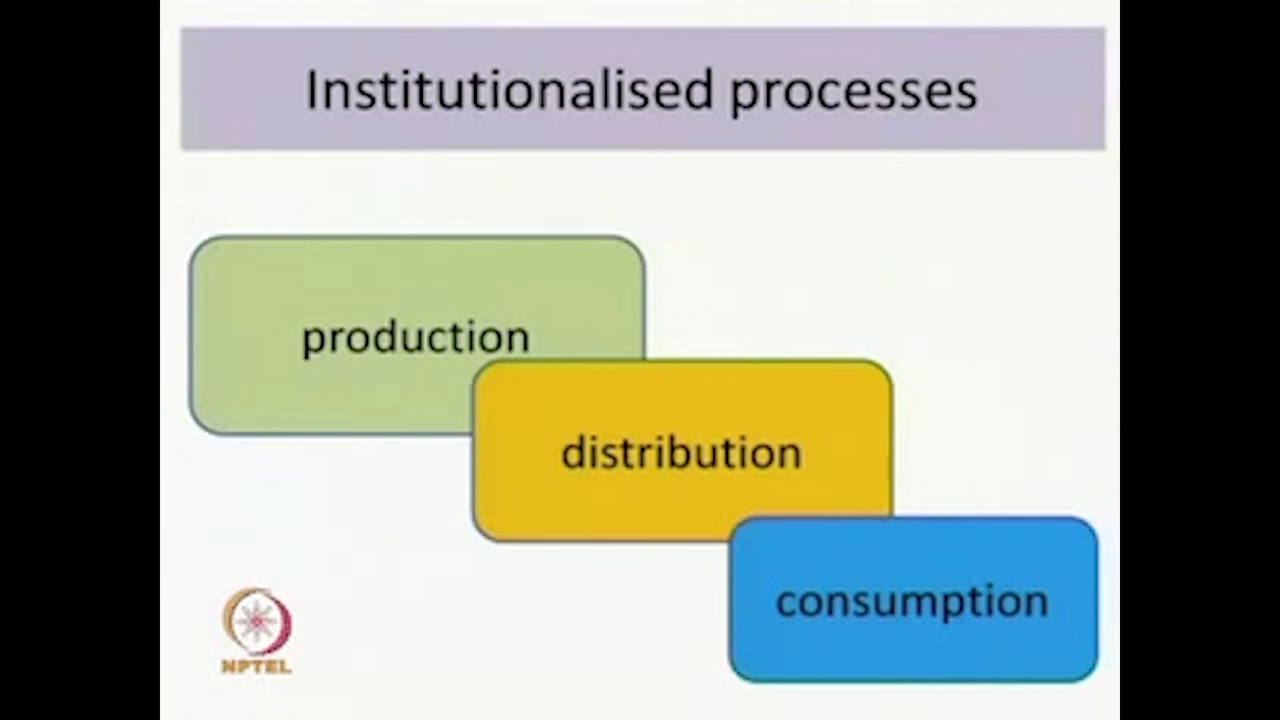 Institutionalised processes
production
distribution
consumption
NPTEL